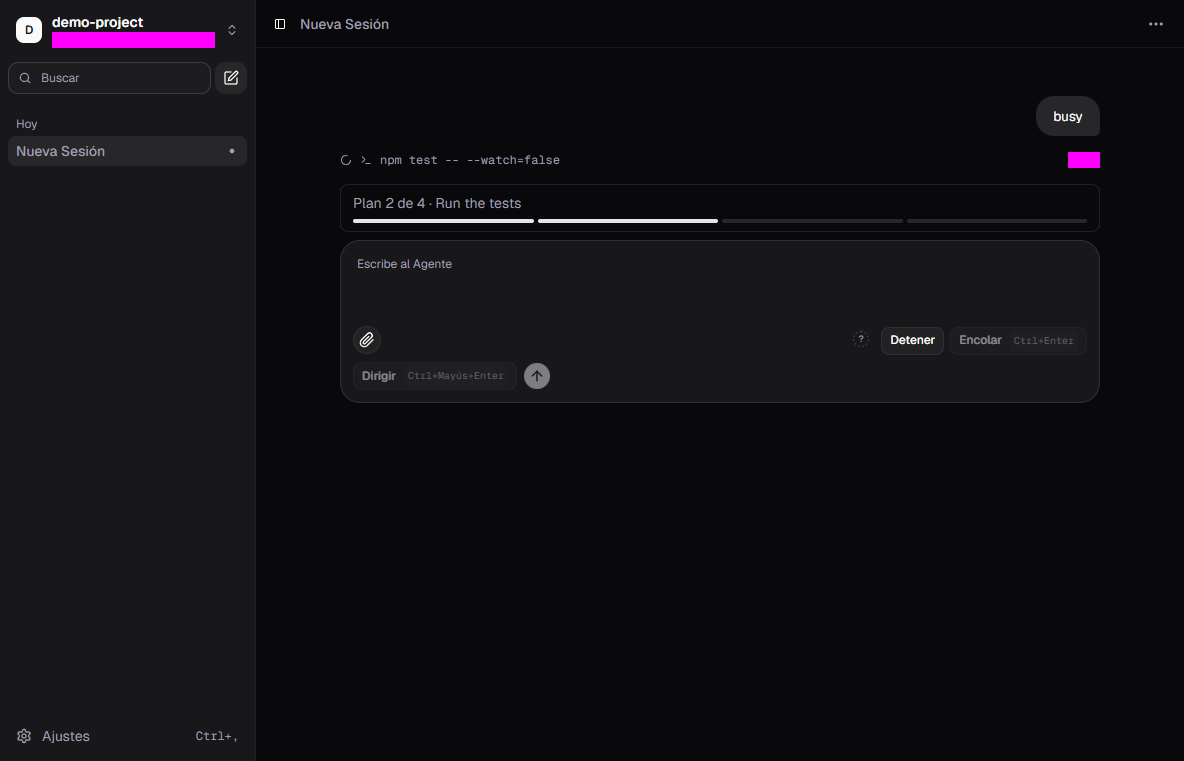 D
demo-project
Buscar
Hoy
Nueva Sesión
Ajustes
Ctrl+,
Nueva Sesión
busy
npm test -- --watch=false
Plan 2 de 4 · Run the tests
Escribe al Agente
?
Detener
Encolar Ctrl+Enter
Dirigir Ctrl+Mayús+Enter